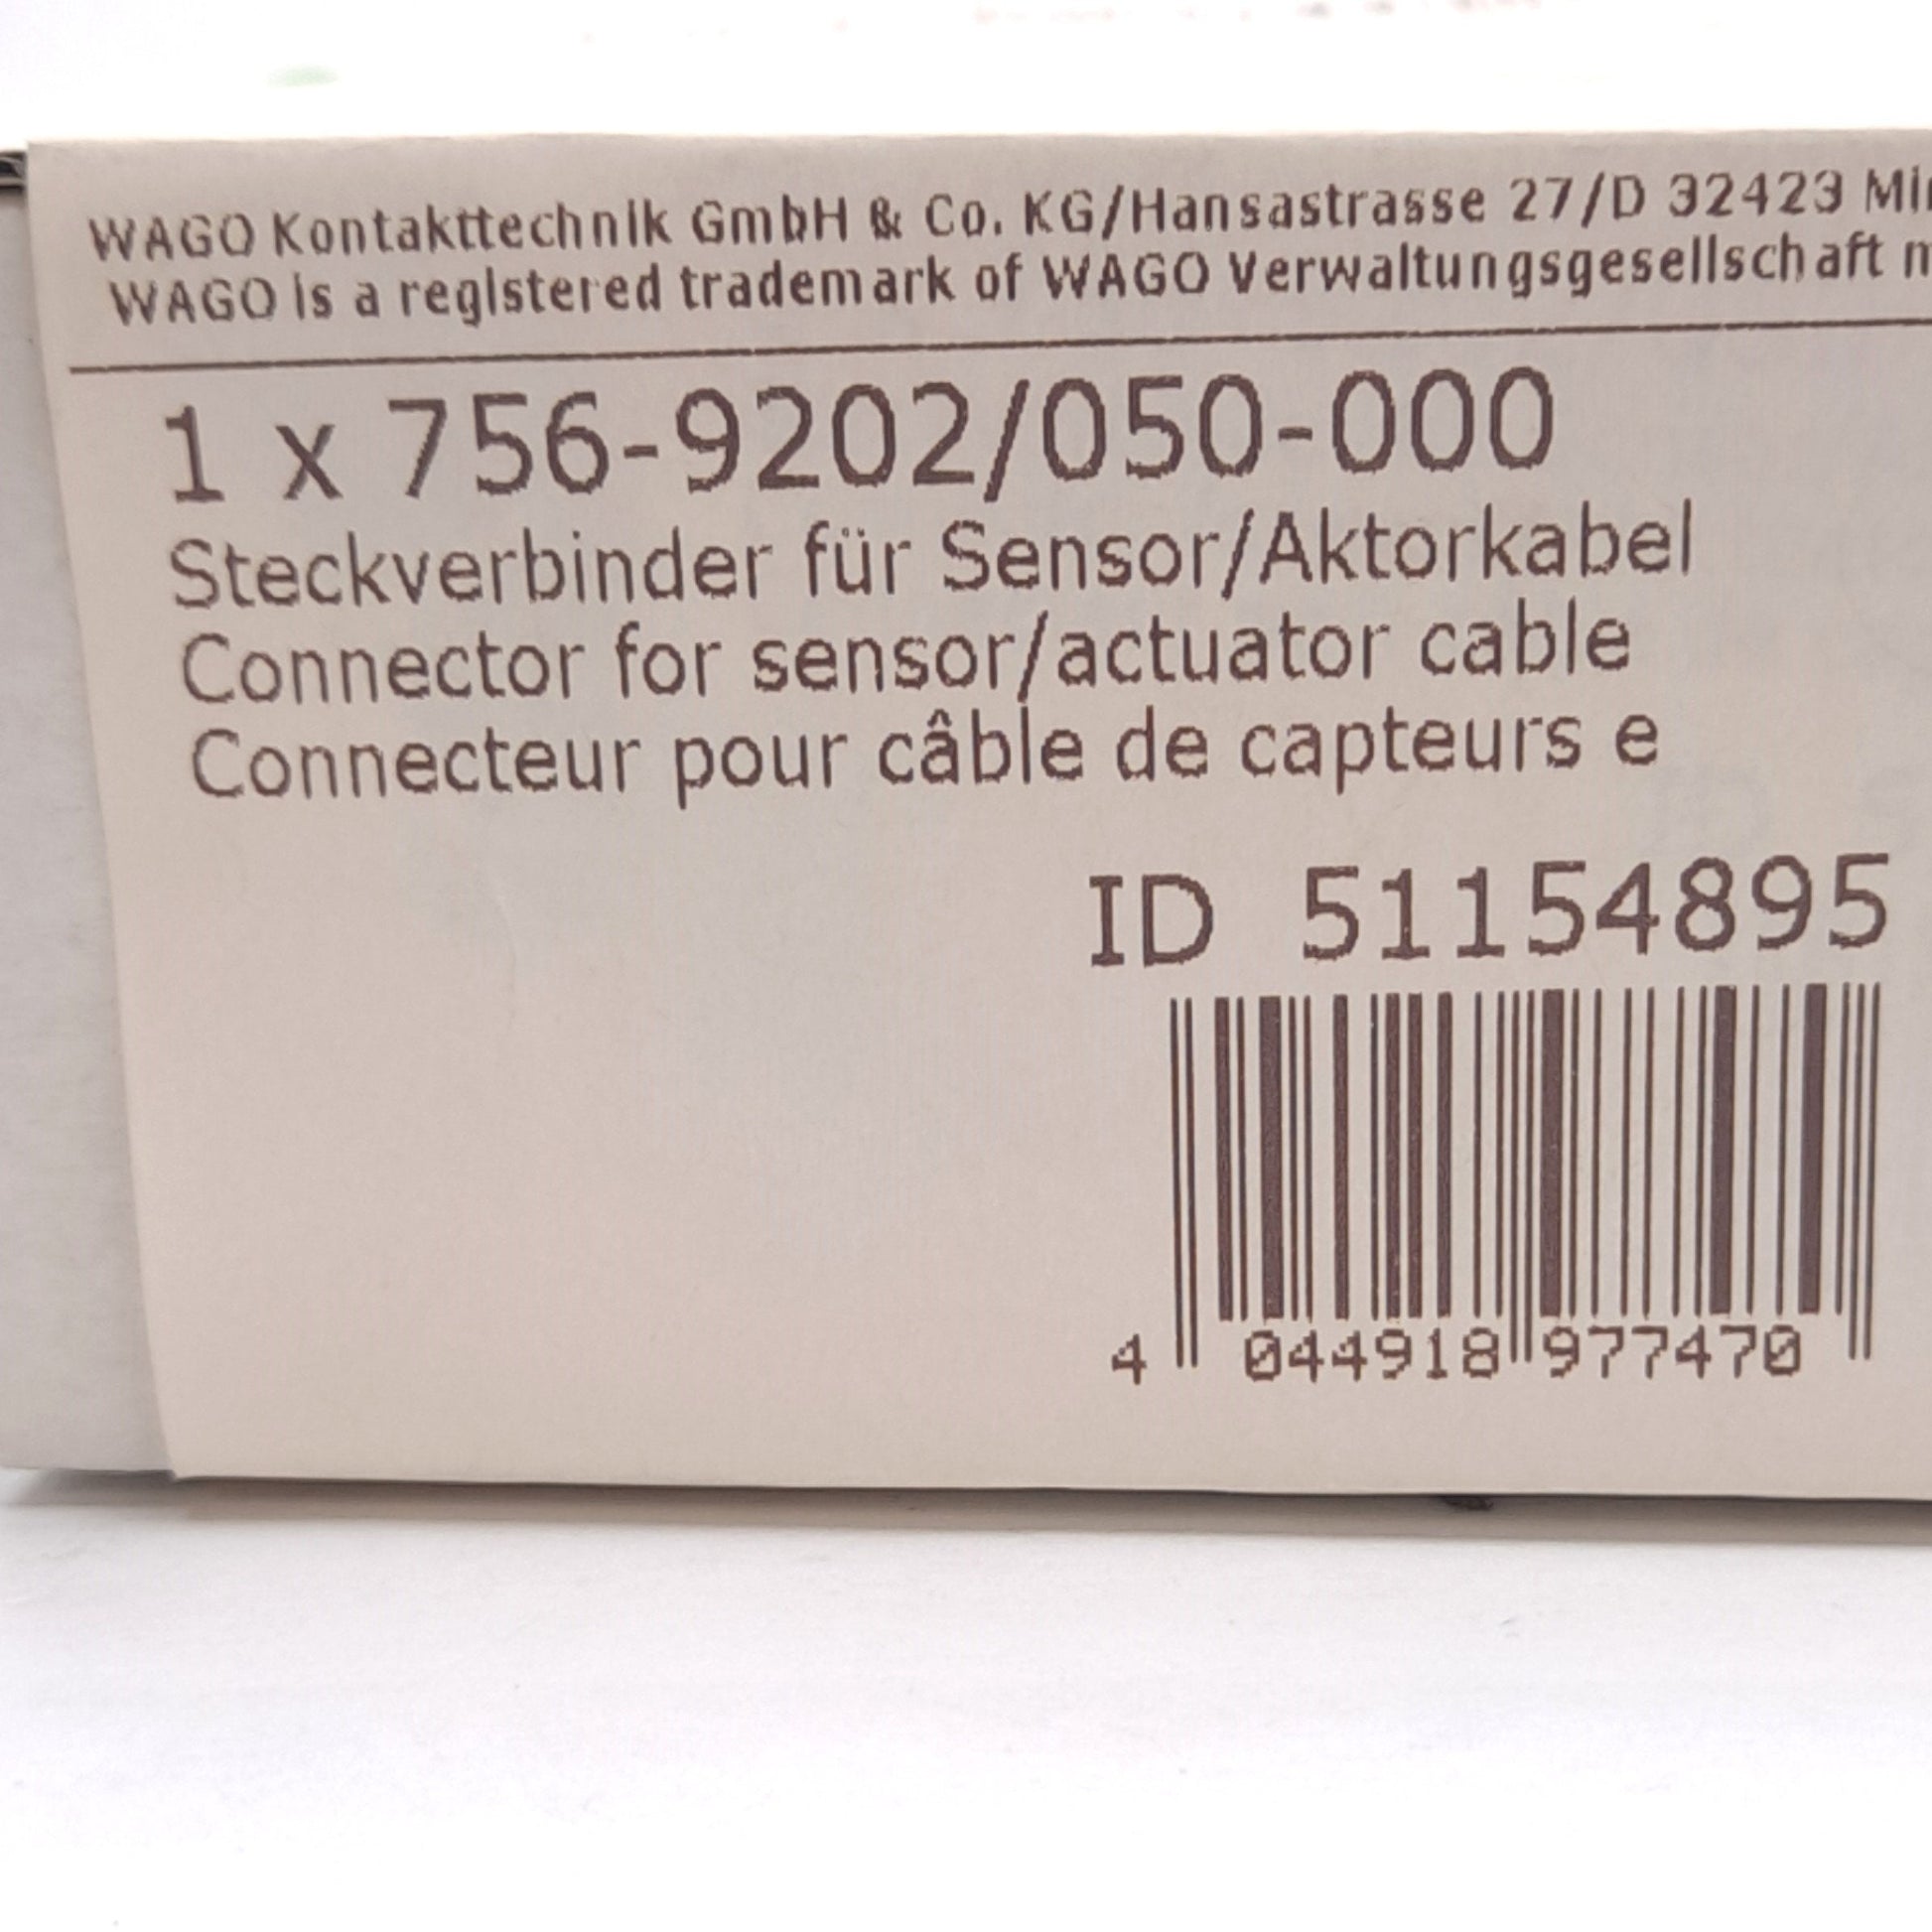 WAGO Kontakttechnik GmbH & Co. KG/Hansastrasse 27/D 32423
WAGO is a registered trademark of WAGO Verwaltungsgesellschaft
1 x 756-9202/050-000
Steckverbinder für Sensor/Aktorkabel
Connector for sensor/actuator cable
Connecteur pour câble de capteurs e
ID 51154895
4 044918 977470